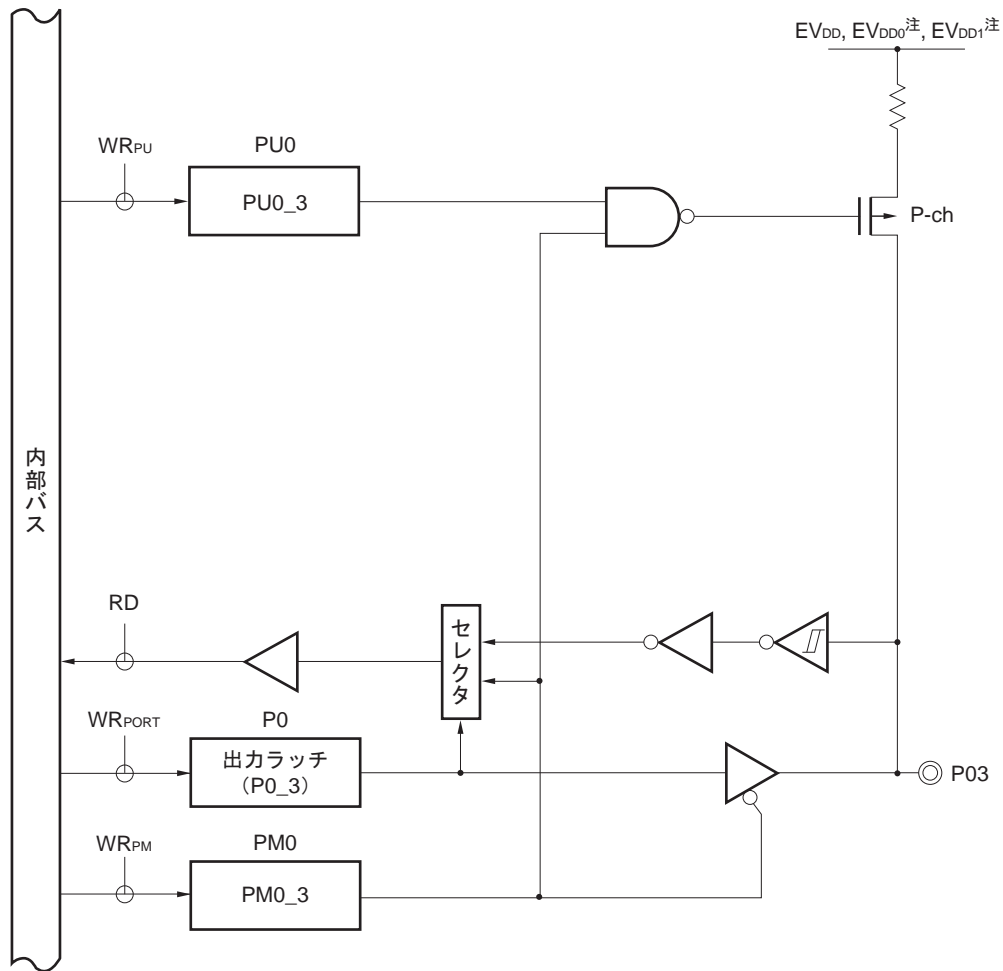 EVDD, EVDD0注, EVDD1注
WRPU
PU0
PU0_3
P-ch
内部バス
RD
セレクタ
WRPORT
P0
出力ラッチ
（P0_3）
P03
WRPM
PM0
PM0_3